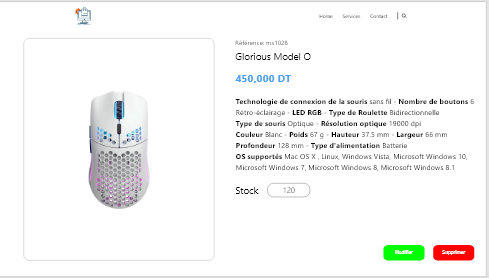 Home Services Contact
Référence: mx1028
Glorious Model O
450,000 DT
Technologie de connexion de la souris sans fil - Nombre de boutons 6
Rétro-éclairage - LED RGB - Type de Roulette Bidirectionnelle
Type de souris Optique - Résolution optique 19000 dpi
Couleur Blanc - Poids 67 g - Hauteur 37.5 mm - Largeur 66 mm
Profondeur 128 mm - Type d'alimentation Batterie
OS supportés Mac OS X , Linux, Windows Vista, Microsoft Windows 10,
Microsoft Windows 7, Microsoft Windows 8, Microsoft Windows 8.1
Stock 120
Modifier Supprimer